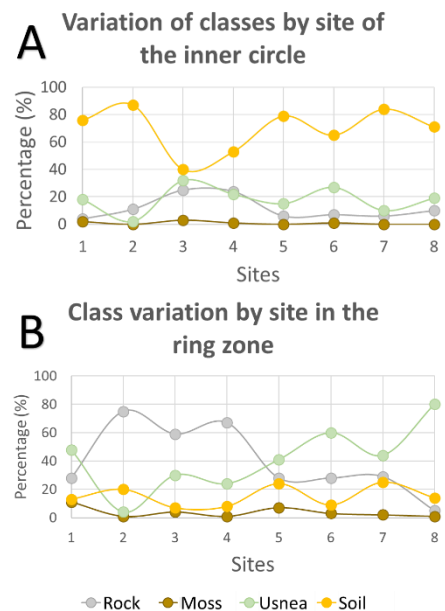 A
Variation of classes by site of
the inner circle
Percentage (%)
100
80
60
40
20
0
1 2 3 4 5 6 7 8
Sites
B
Class variation by site in the
ring zone
Percentage (%)
100
80
60
40
20
0
1 2 3 4 5 6 7 8
Sites
Rock Moss Usnea Soil